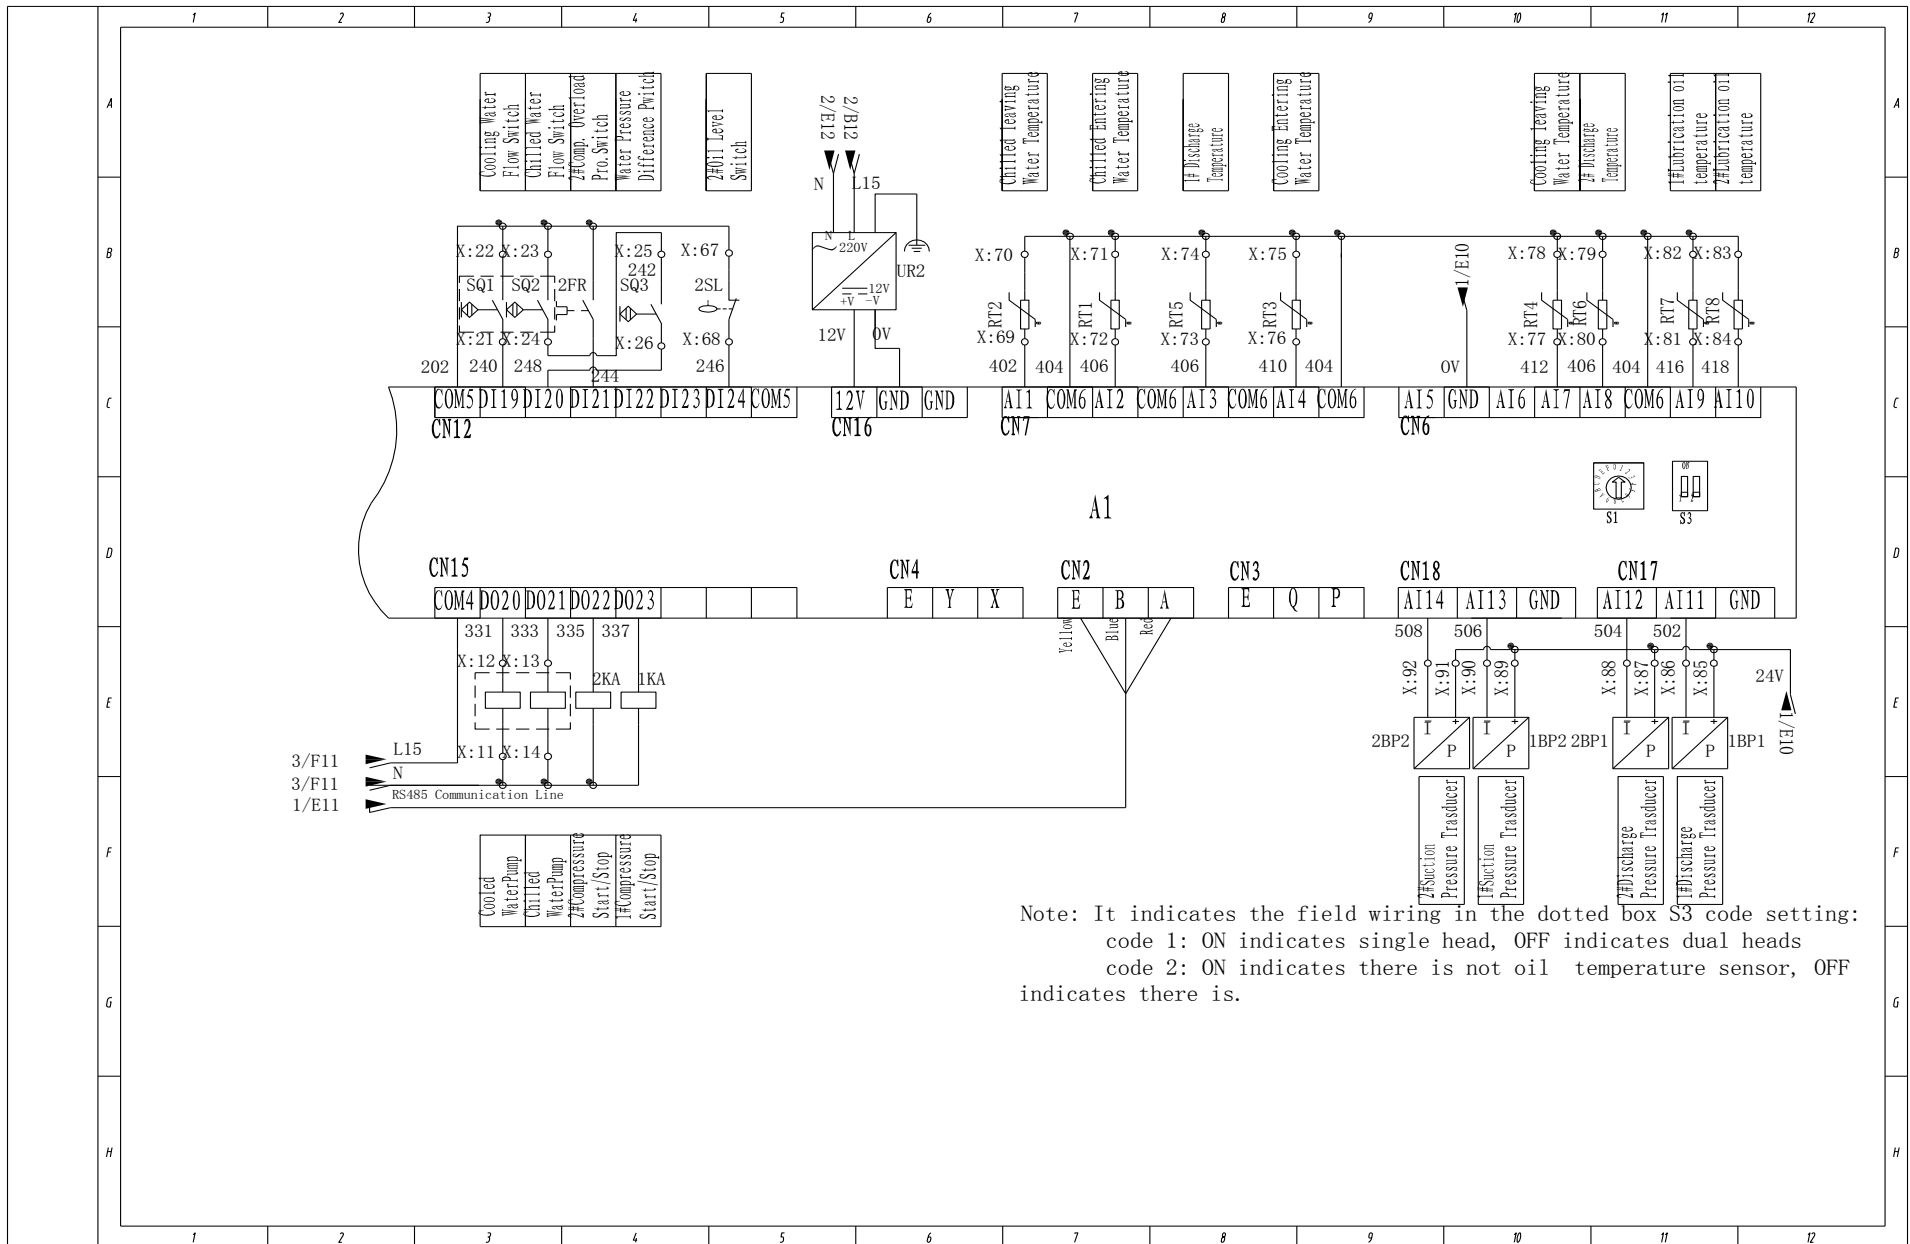 1 2 3 4 5 6 7 8 9 10 11 12
A A
Cooling Water
Flow Switch
Chilled Water
Flow Switch
2#Comp. Overload
Pro.Switch
Water Pressure
Difference Pwitch
2#Oil Level
Switch
2/E12
2/B12
Chilled leaving
Water Temperature
Chilled Entering
Water Temperature
1# Discharge
Temperature
Cooling Entering
Water Temperature
Cooling leaving
Water Temperature
2# Discharge
Temperature
1#Lubrication oil
temperature
2#Lubrication oil
temperature
N L15
B B
X:22 X:23 X:25 X:67
242
SQ1 SQ2 2FR SQ3 2SL
X:21 X:24 X:26 X:68
N L
220V
12V
+V -V
UR2
12V 0V
X:70 X:71 X:74 X:75 1/E10 X:78 X:79 X:82 X:83
RT2 RT1 RT5 RT3 RT4 RT6 RT7 RT8
X:69 X:72 X:73 X:76 X:77 X:80 X:81 X:84
202 240 248 244 246
402 404 406 406 410 404 0V 412 406 404 416 418
C C
COM5 DI19 DI20 DI21 DI22 DI23 DI24 COM5
12V GND GND
AI1 COM6 AI2 COM6 AI3 COM6 AI4 COM6
AI5 GND AI6 AI7 AI8 COM6 AI9 AI10
CN12 CN16 CN7 CN6
ON
1 2
S1 S3
A1
D D
CN15 CN4 CN2 CN3 CN18 CN17
COM4 DO20 DO21 DO22 DO23
E Y X
E B A
E Q P
AI14 AI13 GND
AI12 AI11 GND
331 333 335 337
Yellow
Blue
Red
508 506 504 502
X:12 X:13
X:92 X:91 X:90 X:89 X:88 X:87 X:86 X:85
24V
1/E10
2KA 1KA
E E
I + I + I + I +
P P P P
2BP2 1BP2 2BP1 1BP1
X:11 X:14
3/F11 L15
3/F11 N
RS485 Communication Line
1/E11
F F
Cooled
WaterPump
Chilled
WaterPump
2#Compressure
Start/Stop
1#Compressure
Start/Stop
2#Suction
Pressure Trasducer
1#Suction
Pressure Trasducer
2#Discharge
Pressure Trasducer
1#Discharge
Pressure Trasducer
Note: It indicates the field wiring in the dotted box S3 code setting:
code 1: ON indicates single head, OFF indicates dual heads
code 2: ON indicates there is not oil temperature sensor, OFF
indicates there is.
G G
H H
1 2 3 4 5 6 7 8 9 10 11 12